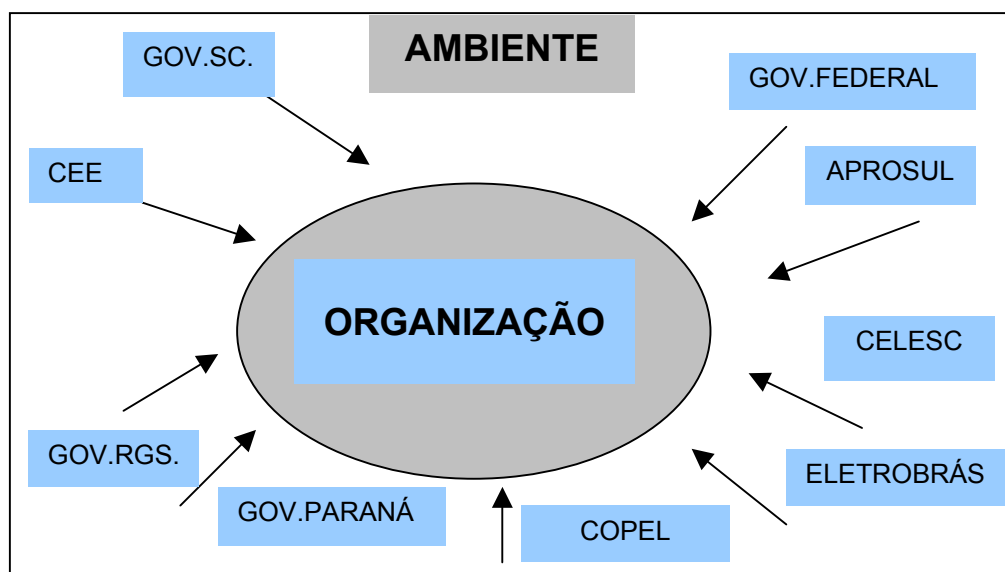 AMBIENTE
GOV.SC.
GOV.FEDERAL
CEE
APROSUL
ORGANIZAÇÃO
CELESC
GOV.RGS.
ELETROBRÁS
GOV.PARANÁ
COPEL